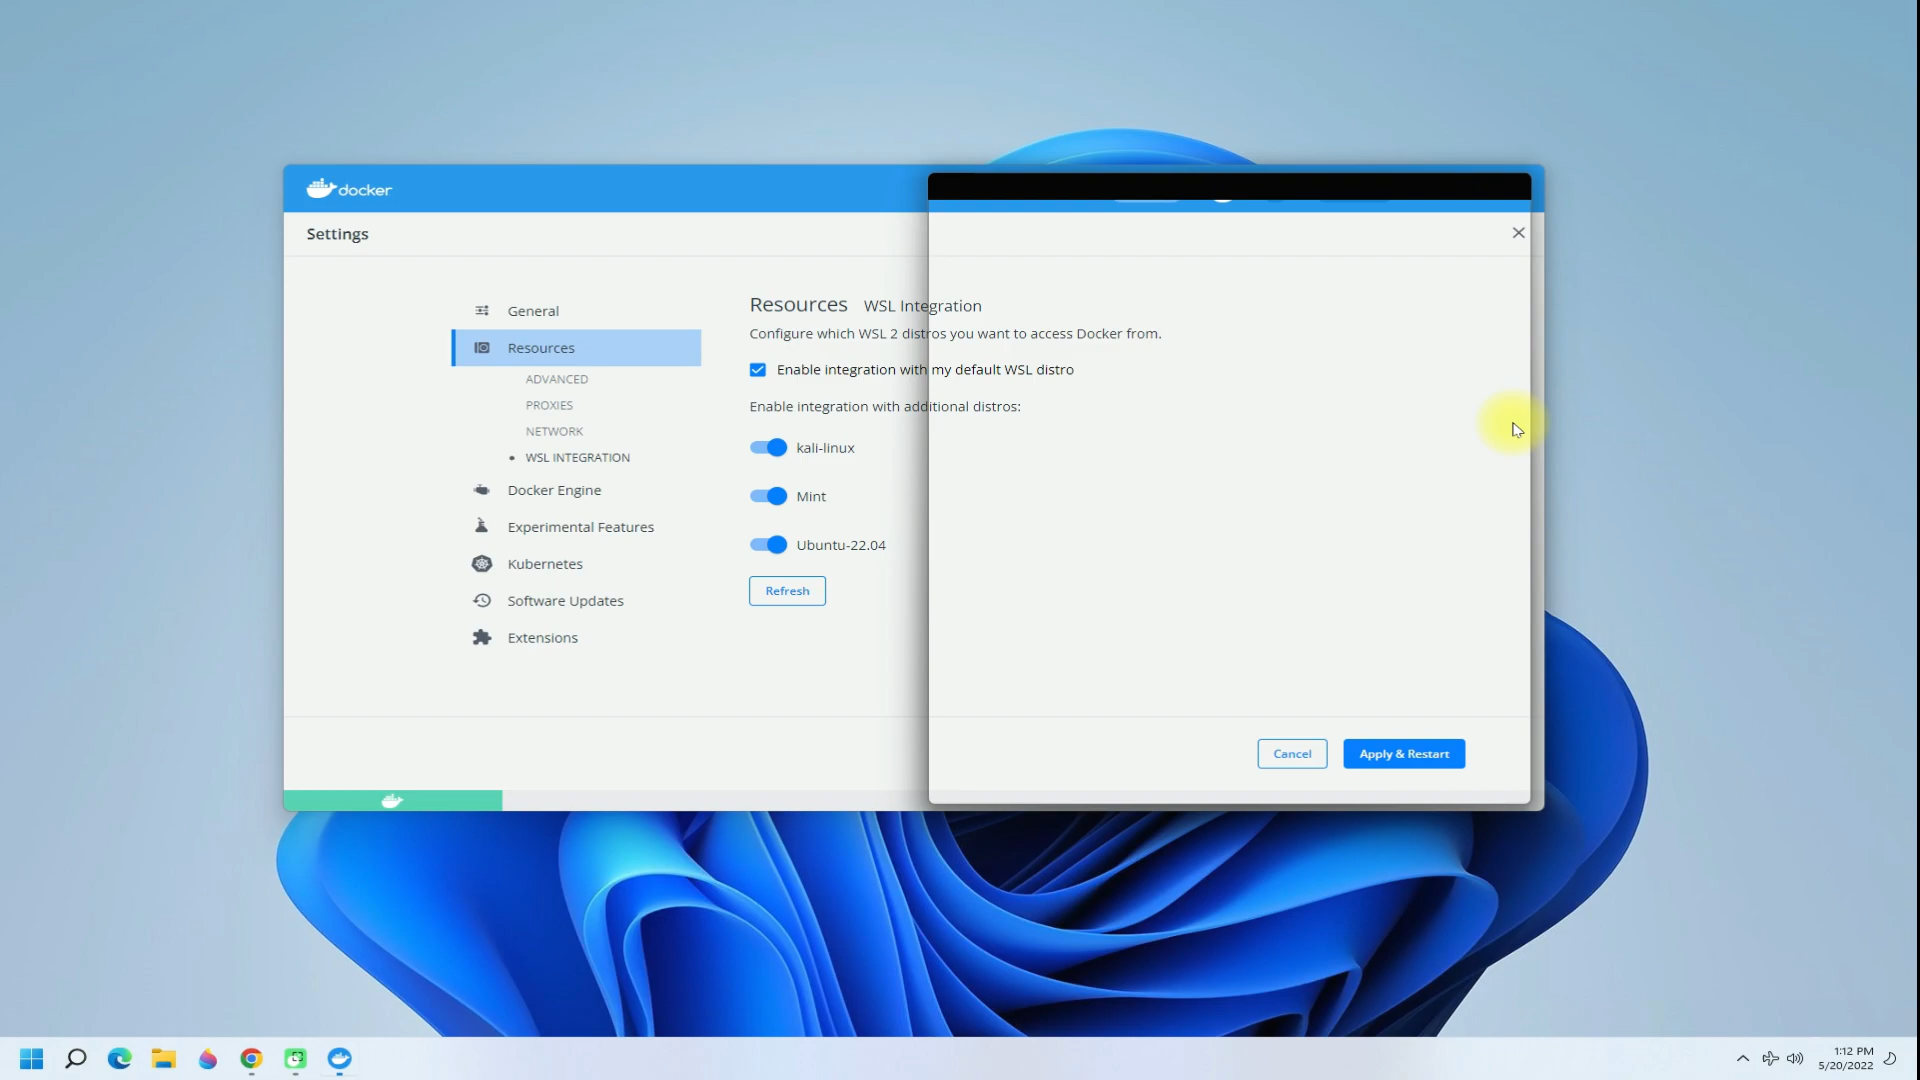 docker
Settings
General
Resources
ADVANCED
PROXIES
NETWORK
WSL INTEGRATION
Docker Engine
Experimental Features
Kubernetes
Software Updates
Extensions
Resources WSL Integration
Configure which WSL 2 distros you want to access Docker from.
Enable integration with my default WSL distro
Enable integration with additional distros:
kali-linux
Mint
Ubuntu-22.04
Refresh
Cancel Apply & Restart
1:12 PM
5/20/2022